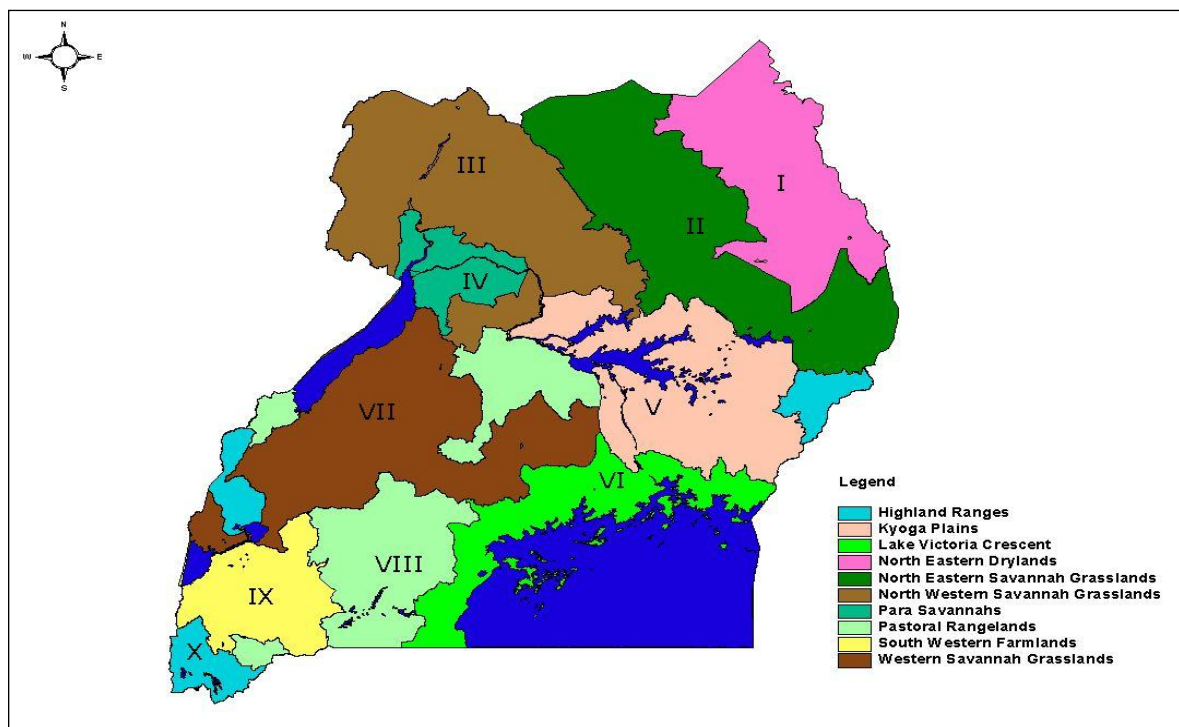 N
W E
S
I
III
II
IV
VII
V
VI
VIII
IX
X
Legend
Highland Ranges
Kyoga Plains
Lake Victoria Crescent
North Eastern Drylands
North Eastern Savannah Grasslands
North Western Savannah Grasslands
Para Savannahs
Pastoral Rangelands
South Western Farmlands
Western Savannah Grasslands